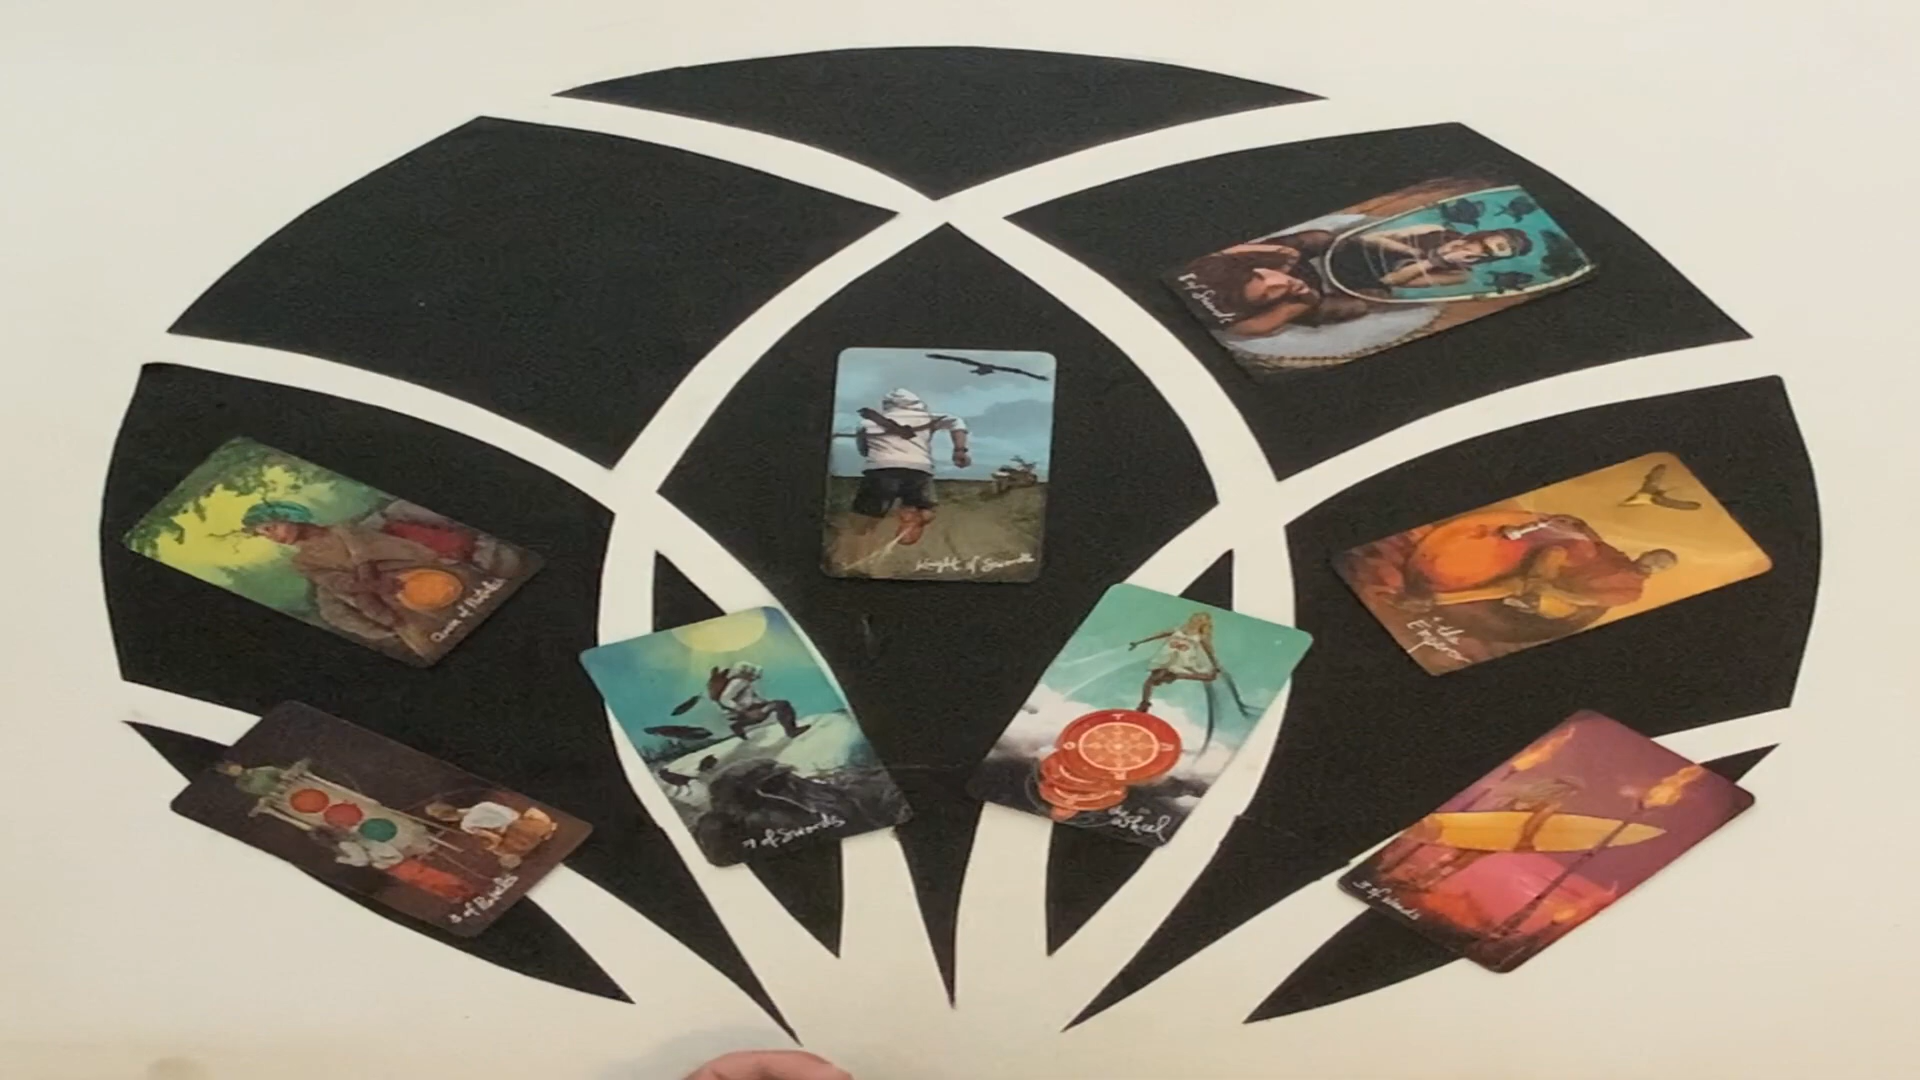 8 of Swords
Knight of Swords
Queen of Pentacles
the
Emperor
7 of Swords
the
wheel
3 of Pentacles
3 of Wands